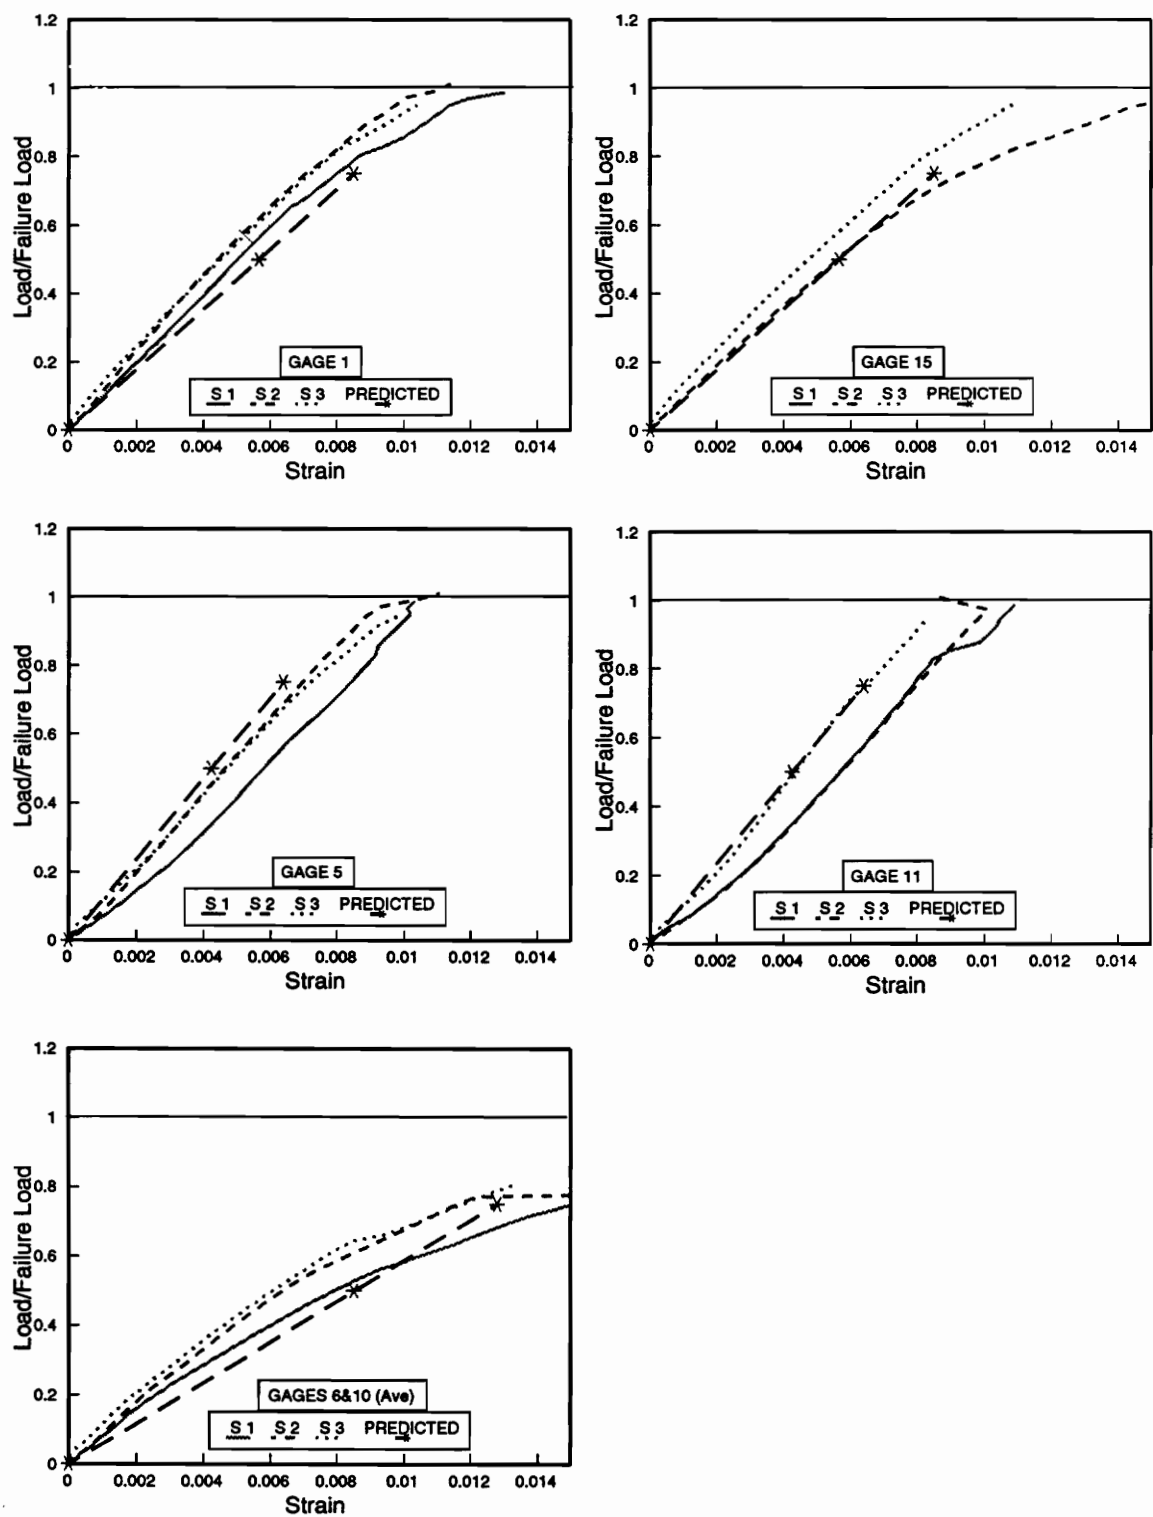 1.2
1
0.8
0.6
0.4
0.2
0
Load/Failure Load
GAGE 1
S 1 S 2 S 3 PREDICTED
0 0.002 0.004 0.006 0.008 0.01 0.012 0.014
Strain
1.2
1
0.8
0.6
0.4
0.2
0
Load/Failure Load
GAGE 15
S 1 S 2 S 3 PREDICTED
0 0.002 0.004 0.006 0.008 0.01 0.012 0.014
Strain
1.2
1
0.8
0.6
0.4
0.2
0
Load/Failure Load
GAGE 5
S 1 S 2 S 3 PREDICTED
0 0.002 0.004 0.006 0.008 0.01 0.012 0.014
Strain
1.2
1
0.8
0.6
0.4
0.2
0
Load/Failure Load
GAGE 11
S 1 S 2 S 3 PREDICTED
0 0.002 0.004 0.006 0.008 0.01 0.012 0.014
Strain
1.2
1
0.8
0.6
0.4
0.2
0
Load/Failure Load
GAGES 6&10 (Ave)
S 1 S 2 S 3 PREDICTED
0 0.002 0.004 0.006 0.008 0.01 0.012 0.014
Strain